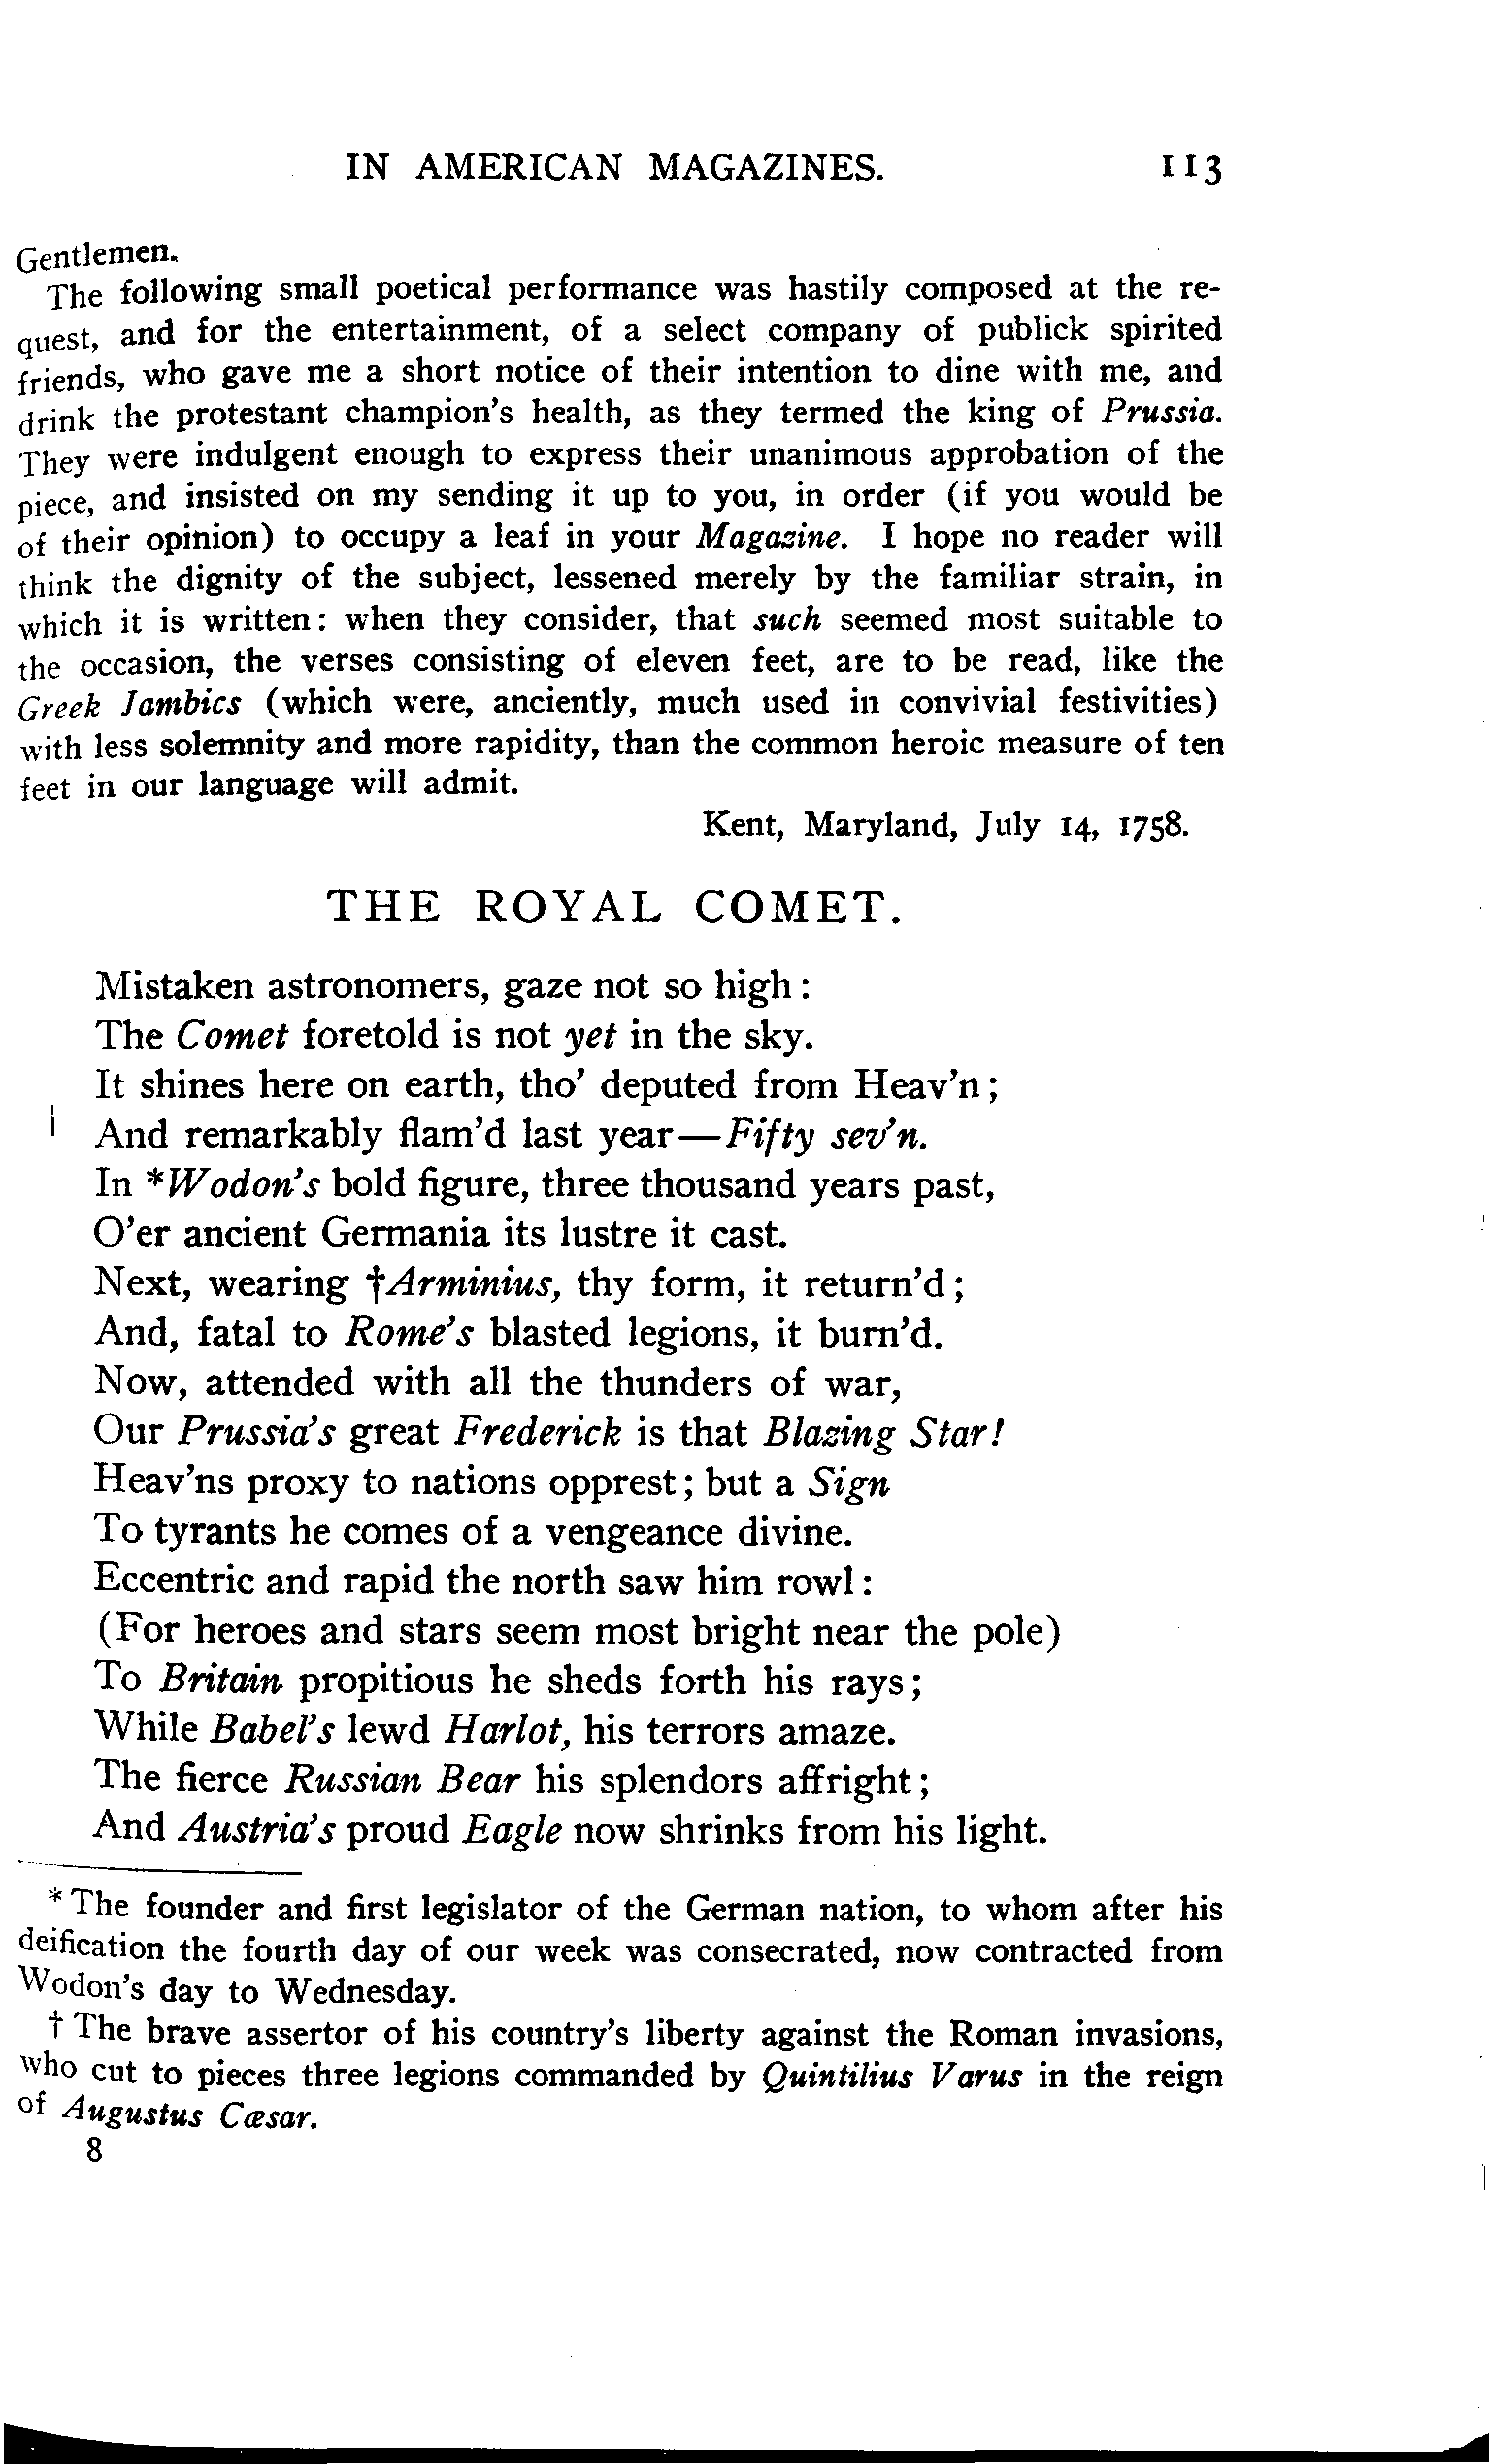 IN AMERICAN MAGAZINES. 113
Gentlemen.
The following small poetical performance was hastily composed at the re-
quest, and for the entertainment, of a select company of publick spirited
friends, who gave me a short notice of their intention to dine with me, and
drink the protestant champion's health, as they termed the king of Prussia.
They were indulgent enough to express their unanimous approbation of the
piece, and insisted on my sending it up to you, in order (if you would be
of their opinion) to occupy a leaf in your Magazine. I hope no reader will
think the dignity of the subject, lessened merely by the familiar strain, in
which it is written: when they consider, that such seemed most suitable to
the occasion, the verses consisting of eleven feet, are to be read, like the
Greek Jambics (which were, anciently, much used in convivial festivities)
with less solemnity and more rapidity, than the common heroic measure of ten
feet in our language will admit.
Kent, Maryland, July 14, 1758.
THE ROYAL COMET.
Mistaken astronomers, gaze not so high:
The Comet foretold is not yet in the sky.
It shines here on earth, tho' deputed from Heav'n;
And remarkably flam'd last year—Fifty sev'n.
In *Wodon's bold figure, three thousand years past,
O'er ancient Germania its lustre it cast.
Next, wearing †Arminius, thy form, it return'd;
And, fatal to Rome's blasted legions, it burn'd.
Now, attended with all the thunders of war,
Our Prussia's great Frederick is that Blazing Star!
Heav'ns proxy to nations opprest; but a Sign
To tyrants he comes of a vengeance divine.
Eccentric and rapid the north saw him rowl:
(For heroes and stars seem most bright near the pole)
To Britain propitious he sheds forth his rays;
While Babel's lewd Harlot, his terrors amaze.
The fierce Russian Bear his splendors affright;
And Austria's proud Eagle now shrinks from his light.
* The founder and first legislator of the German nation, to whom after his
deification the fourth day of our week was consecrated, now contracted from
Wodon's day to Wednesday.
† The brave assertor of his country's liberty against the Roman invasions,
who cut to pieces three legions commanded by Quintilius Varus in the reign
of Augustus Cæsar.
8